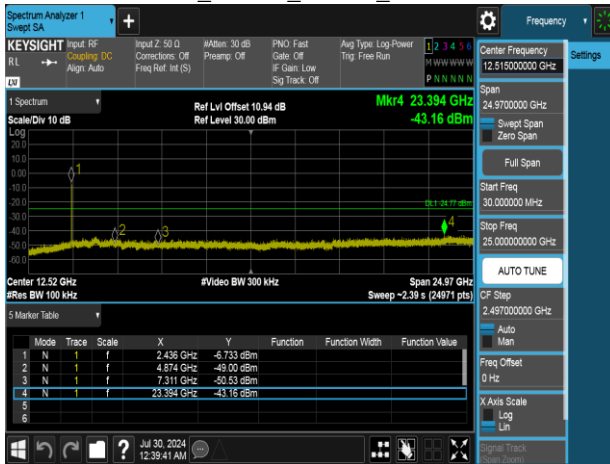 Spectrum Analyzer 1
Swept SA
+
Frequency
KEYSIGHT
RL
LXI
Input: RF
Coupling: DC
Align: Auto
Input Z: 50 Ω
Corrections: Off
Freq Ref: Int (S)
#Atten: 30 dB
Preamp: Off
PNO: Fast
Gate: Off
IF Gain: Low
Sig Track: Off
Avg Type: Log-Power
Trig: Free Run
1 2 3 4 5 6
M W W W W W
P N N N N N
1 Spectrum
Scale/Div 10 dB
Ref Lvl Offset 10.94 dB
Ref Level 30.00 dBm
Mkr4 23.394 GHz
-43.16 dBm
Log
20.0
10.0
0.00
-10.0
-20.0
-30.0
-40.0
-50.0
-60.0
1
2
3
4
DL1 -24.77 dBm
Center 12.52 GHz
#Res BW 100 kHz
#Video BW 300 kHz
Span 24.97 GHz
Sweep ~2.39 s (24971 pts)
5 Marker Table
Mode Trace Scale X Y Function Function Width Function Value
1 N 1 f 2.436 GHz -6.733 dBm
2 N 1 f 4.874 GHz -49.00 dBm
3 N 1 f 7.311 GHz -50.53 dBm
4 N 1 f 23.394 GHz -43.16 dBm
5
6
?
Jul 30, 2024
12:39:41 AM
Center Frequency
12.515000000 GHz
Settings
Span
24.9700000 GHz
Swept Span
Zero Span
Full Span
Start Freq
30.000000 MHz
Stop Freq
25.000000000 GHz
AUTO TUNE
CF Step
2.497000000 GHz
Auto
Man
Freq Offset
0 Hz
X Axis Scale
Log
Lin
Signal Track
(Span Zoom)